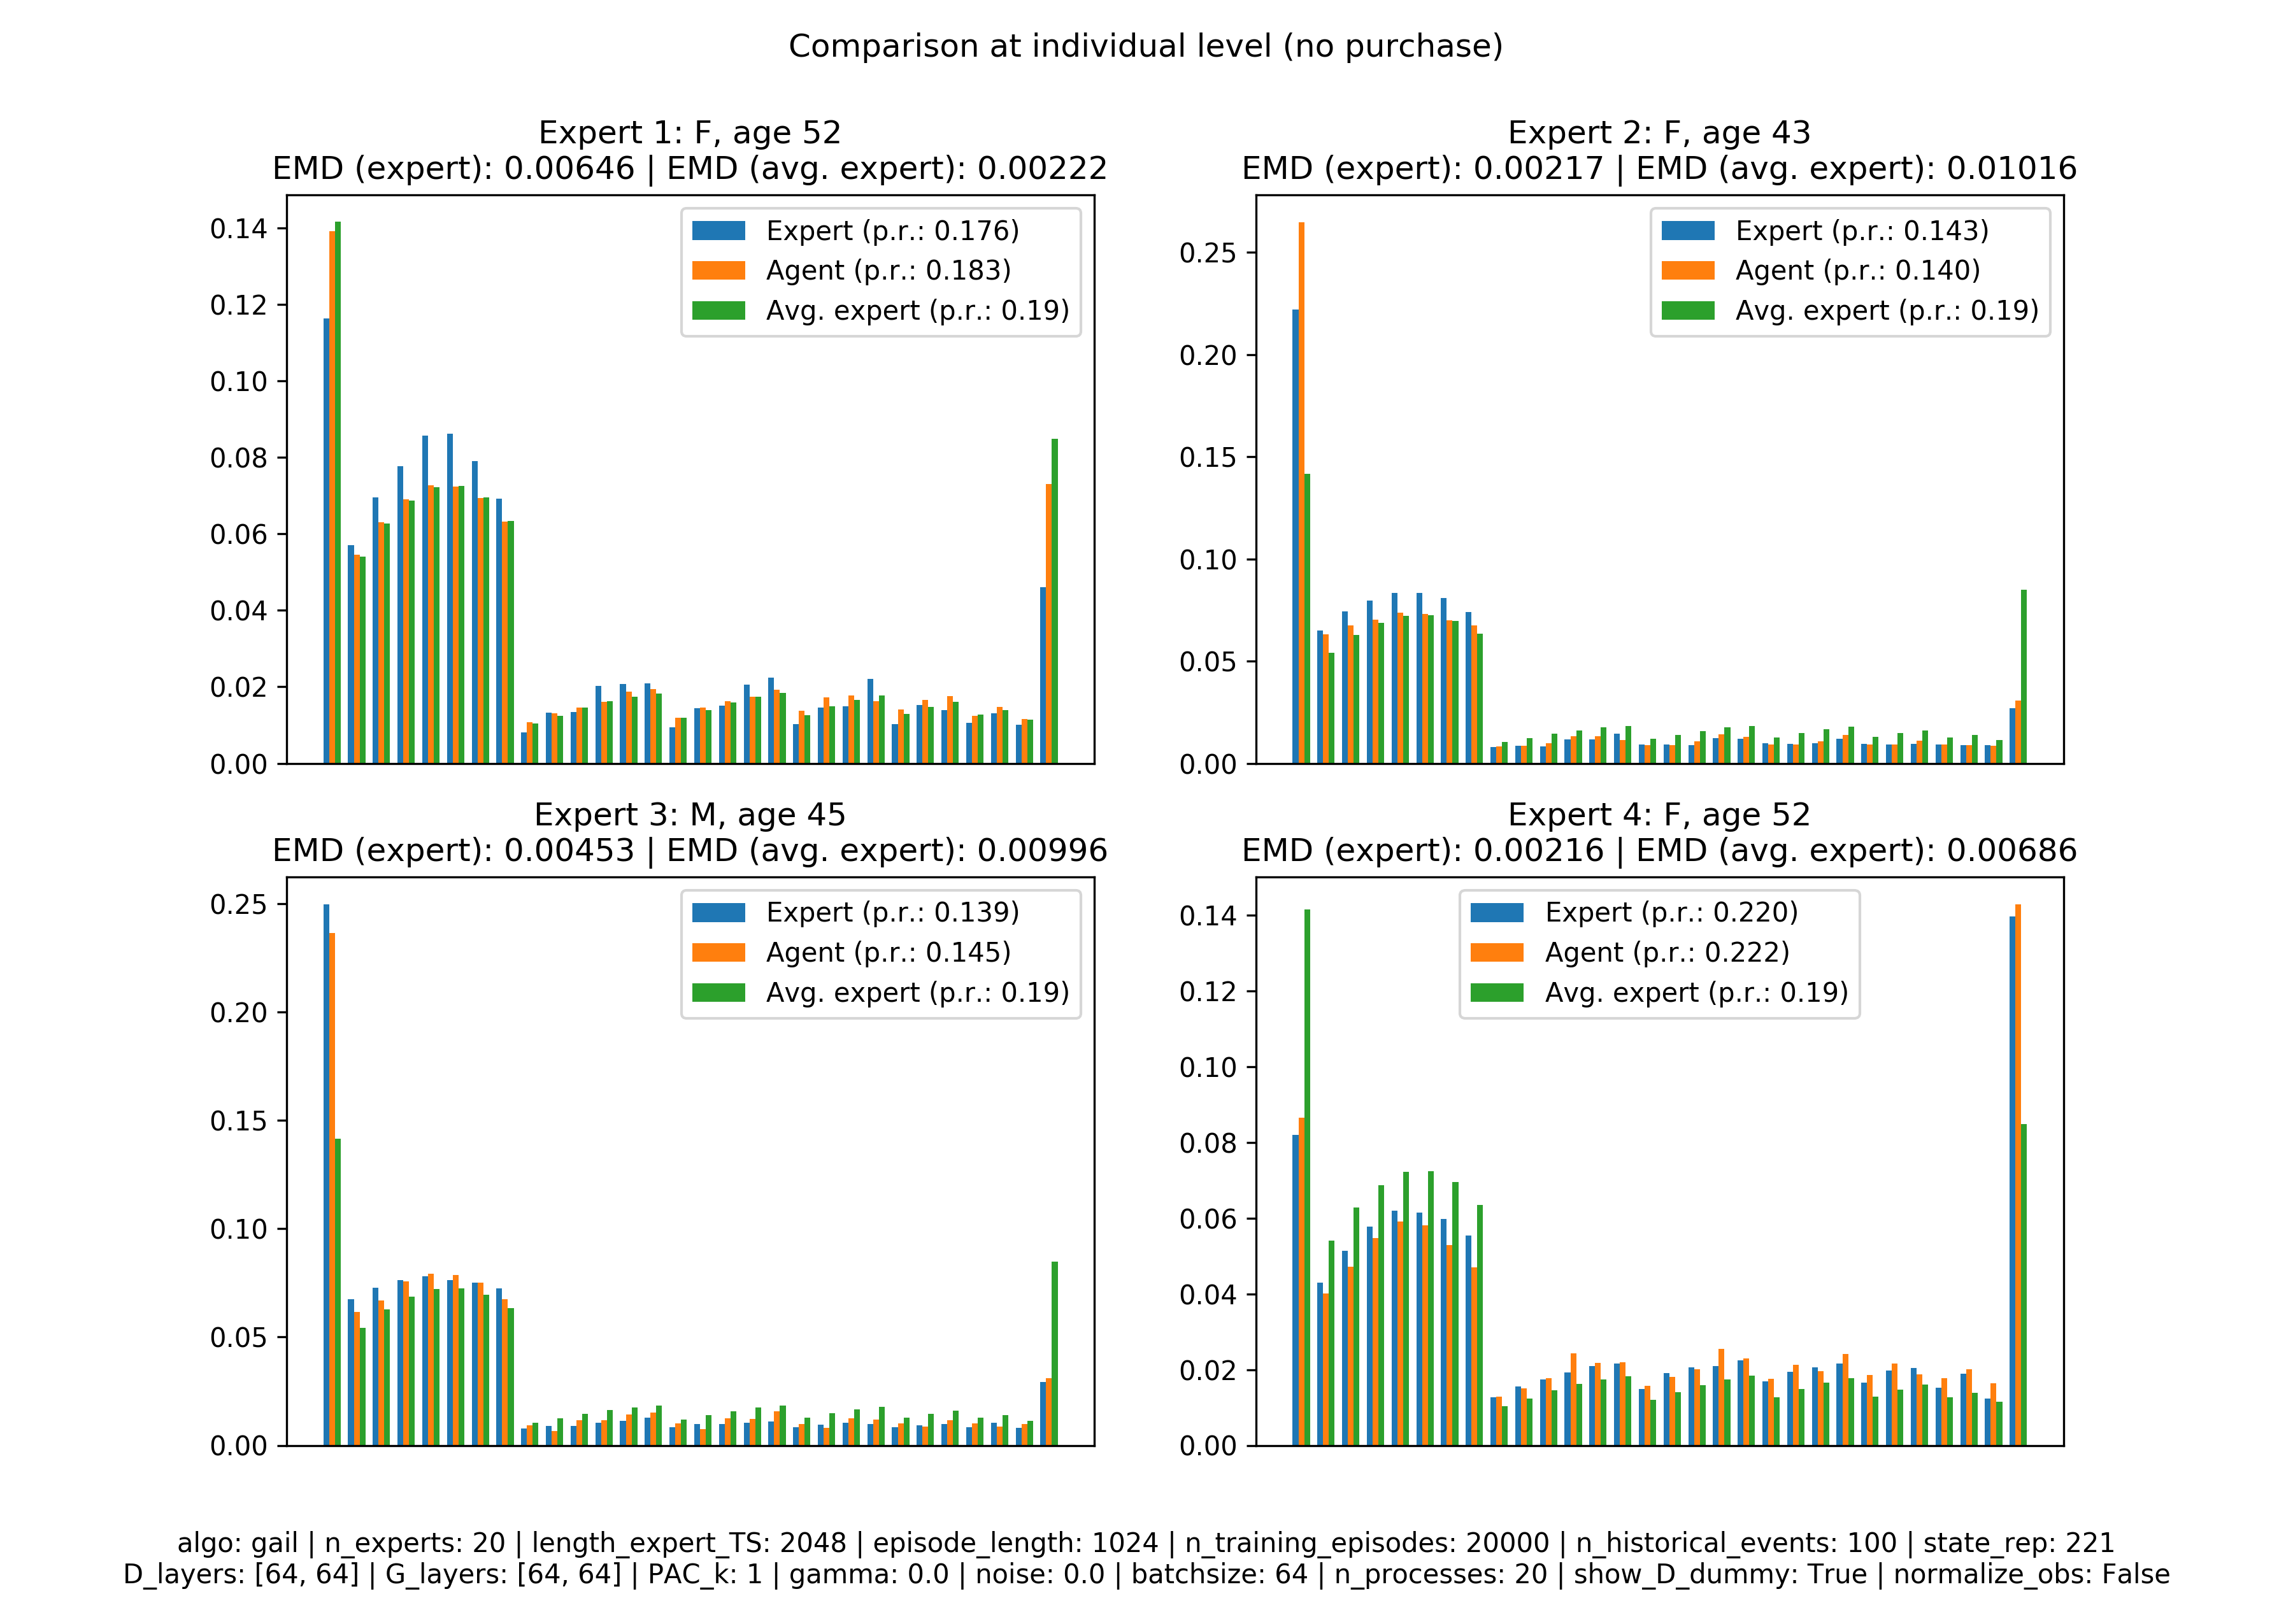 Comparison at individual level (no purchase)
Expert 1: F, age 52
EMD (expert): 0.00646 | EMD (avg. expert): 0.00222
0.14
0.12
0.10
0.08
0.06
0.04
0.02
0.00
Expert (p.r.: 0.176)
Agent (p.r.: 0.183)
Avg. expert (p.r.: 0.19)
Expert 2: F, age 43
EMD (expert): 0.00217 | EMD (avg. expert): 0.01016
0.25
0.20
0.15
0.10
0.05
0.00
Expert (p.r.: 0.143)
Agent (p.r.: 0.140)
Avg. expert (p.r.: 0.19)
Expert 3: M, age 45
EMD (expert): 0.00453 | EMD (avg. expert): 0.00996
0.25
0.20
0.15
0.10
0.05
0.00
Expert (p.r.: 0.139)
Agent (p.r.: 0.145)
Avg. expert (p.r.: 0.19)
Expert 4: F, age 52
EMD (expert): 0.00216 | EMD (avg. expert): 0.00686
0.14
0.12
0.10
0.08
0.06
0.04
0.02
0.00
Expert (p.r.: 0.220)
Agent (p.r.: 0.222)
Avg. expert (p.r.: 0.19)
algo: gail | n_experts: 20 | length_expert_TS: 2048 | episode_length: 1024 | n_training_episodes: 20000 | n_historical_events: 100 | state_rep: 221
D_layers: [64, 64] | G_layers: [64, 64] | PAC_k: 1 | gamma: 0.0 | noise: 0.0 | batchsize: 64 | n_processes: 20 | show_D_dummy: True | normalize_obs: False